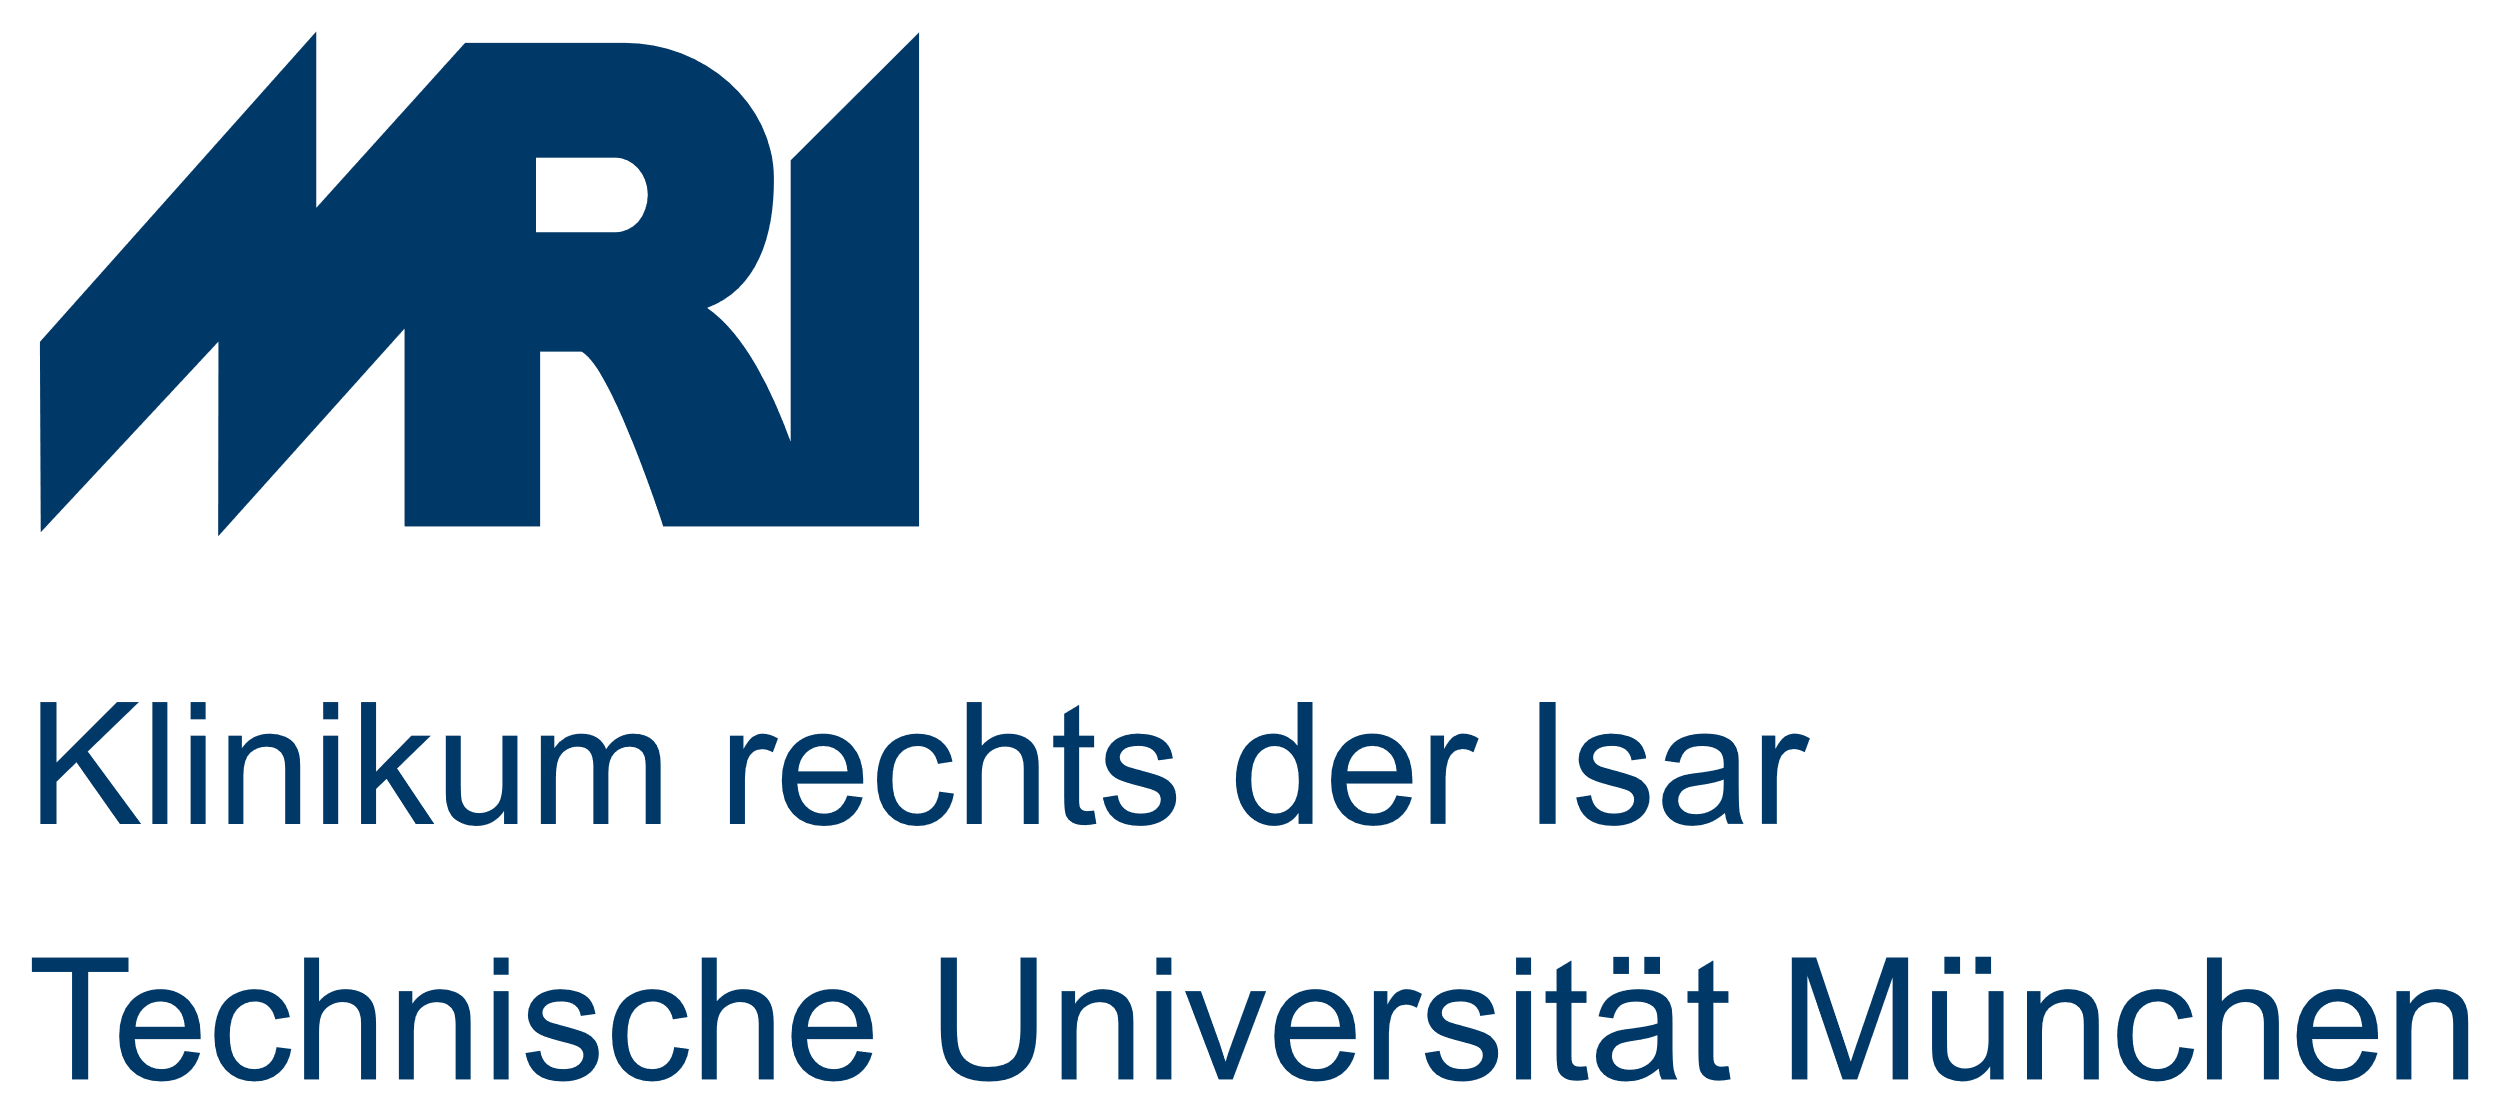 MRI
Klinikum rechts der Isar
Technische Universität München